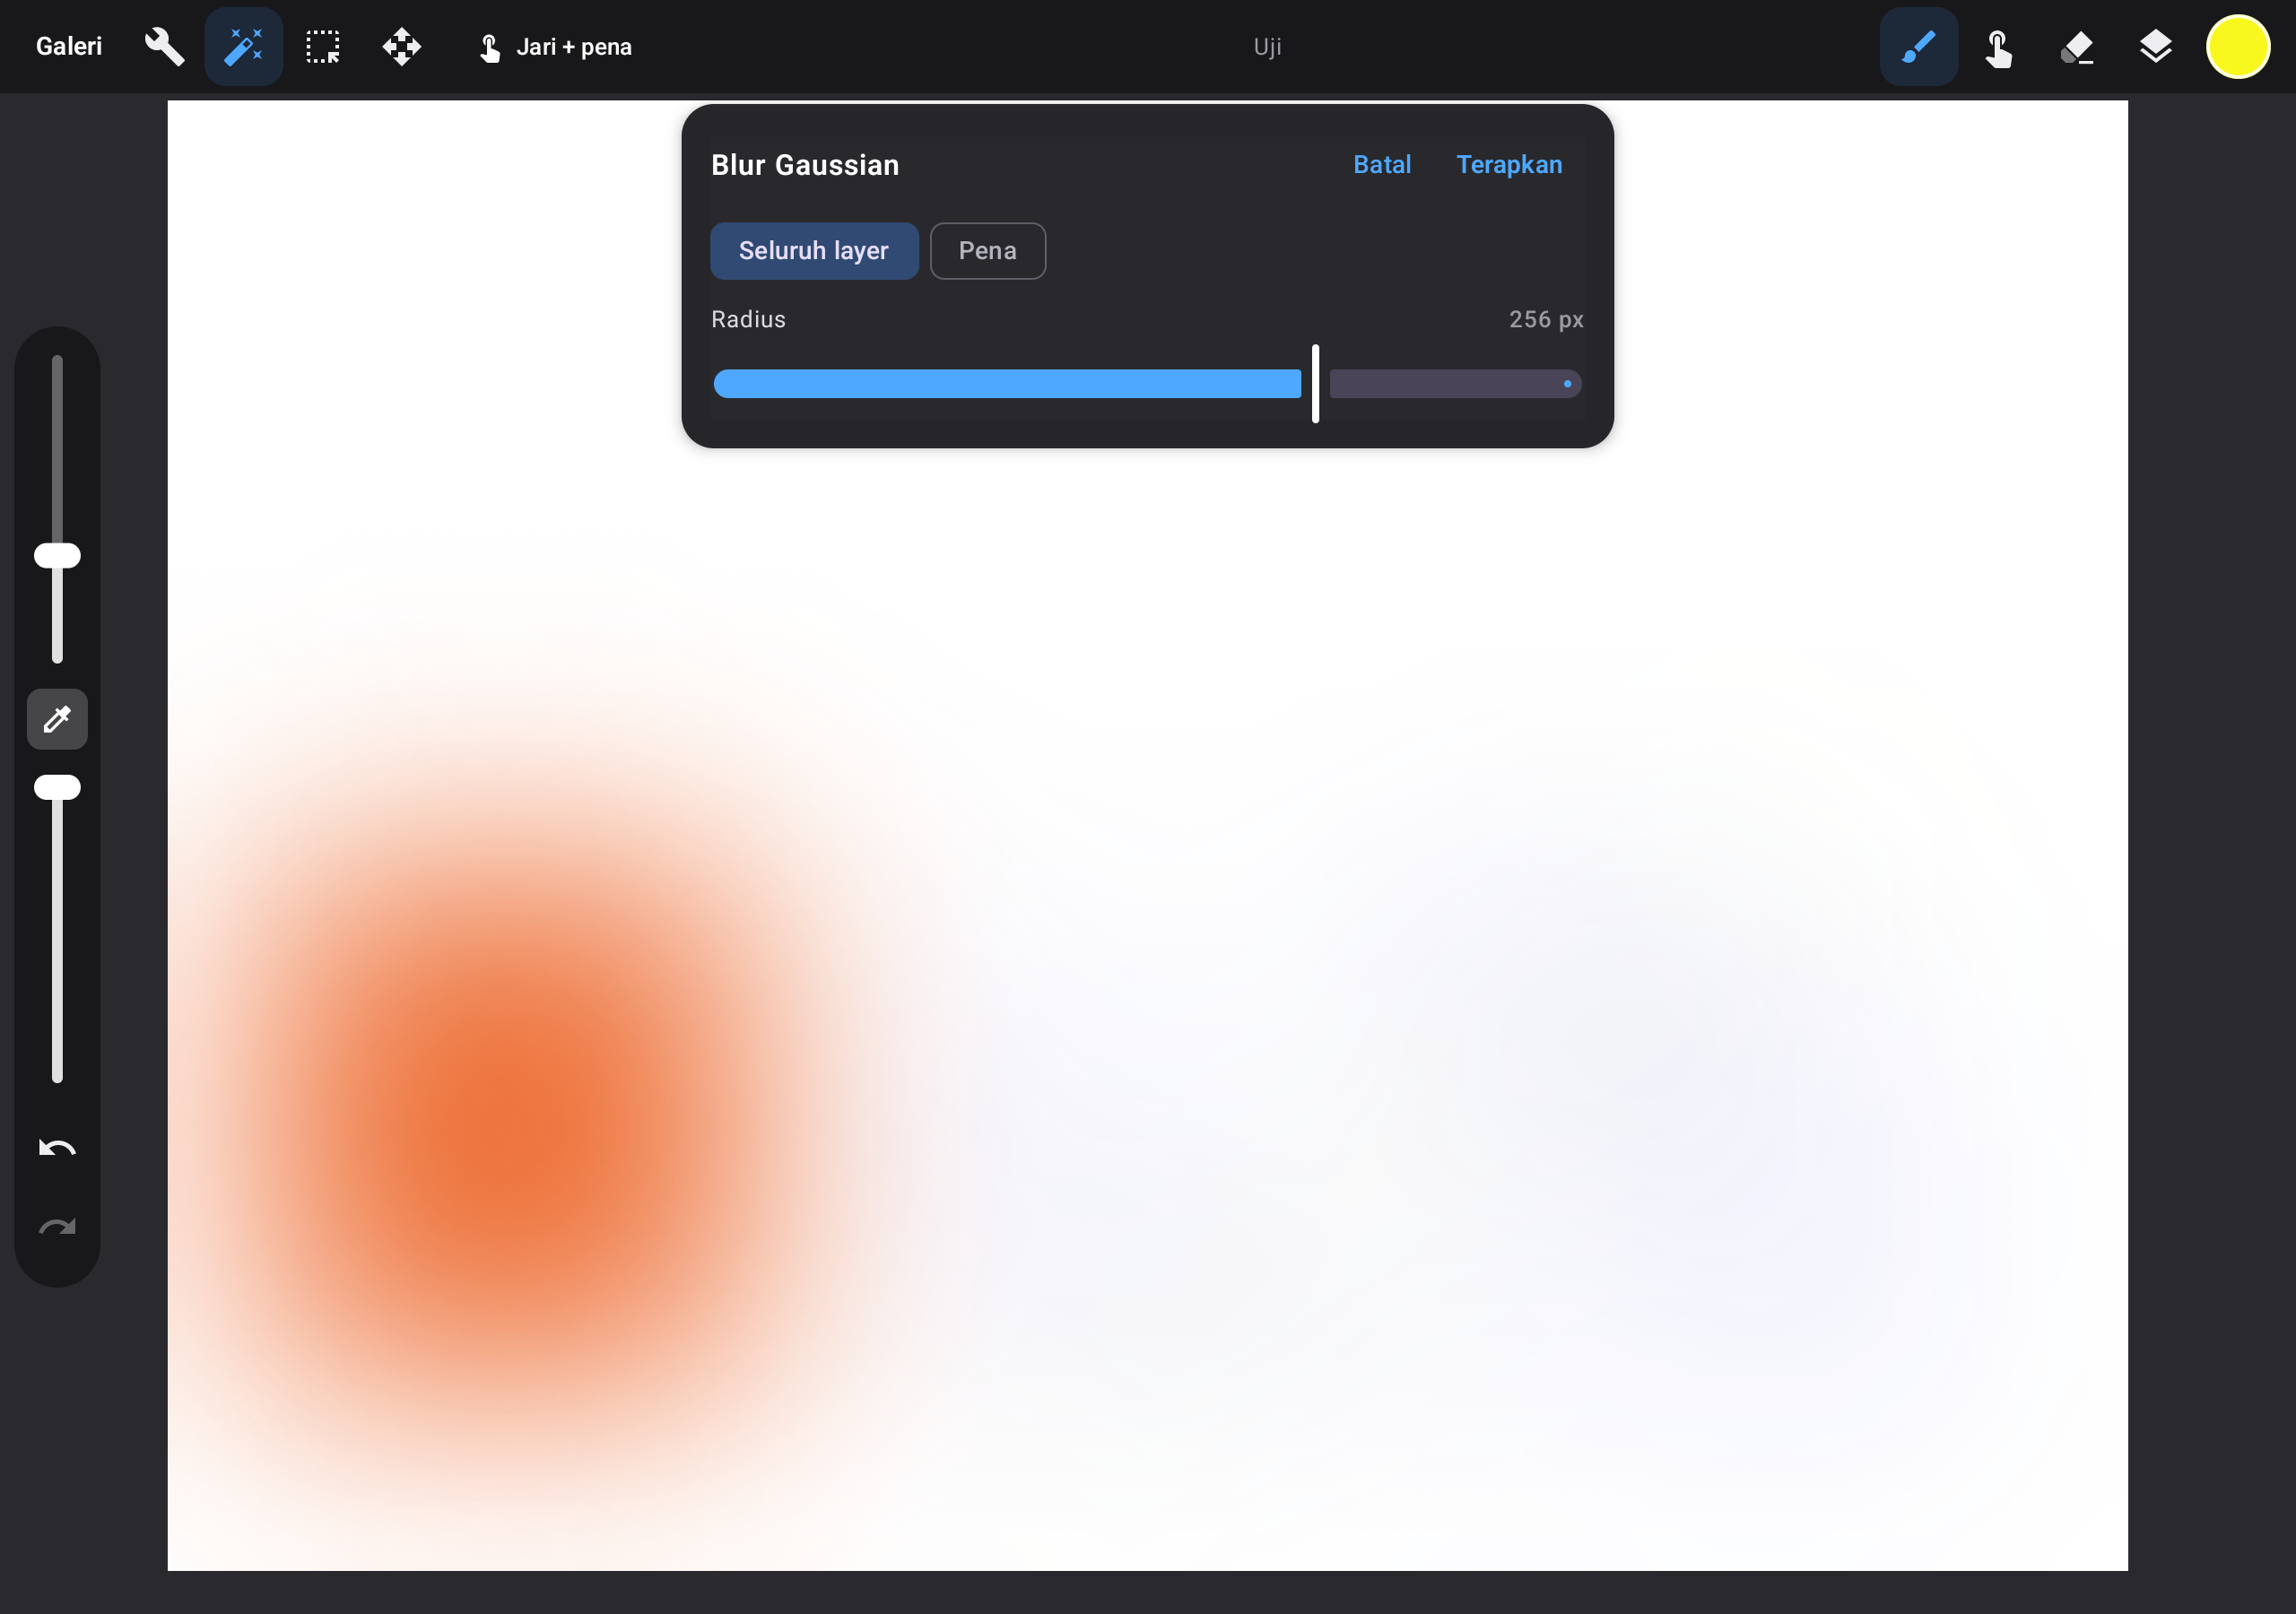 Galeri
Jari + pena
Uji
Blur Gaussian
Batal
Terapkan
Seluruh layer
Pena
Radius
256 px